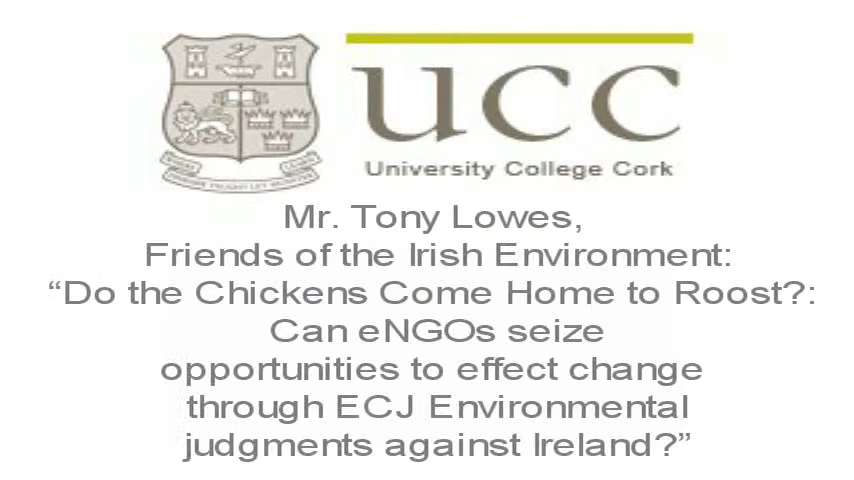 UCC
University College Cork
Mr. Tony Lowes,
Friends of the Irish Environment:
“Do the Chickens Come Home to Roost?:
Can eNGOs seize
opportunities to effect change
through ECJ Environmental
judgments against Ireland?”